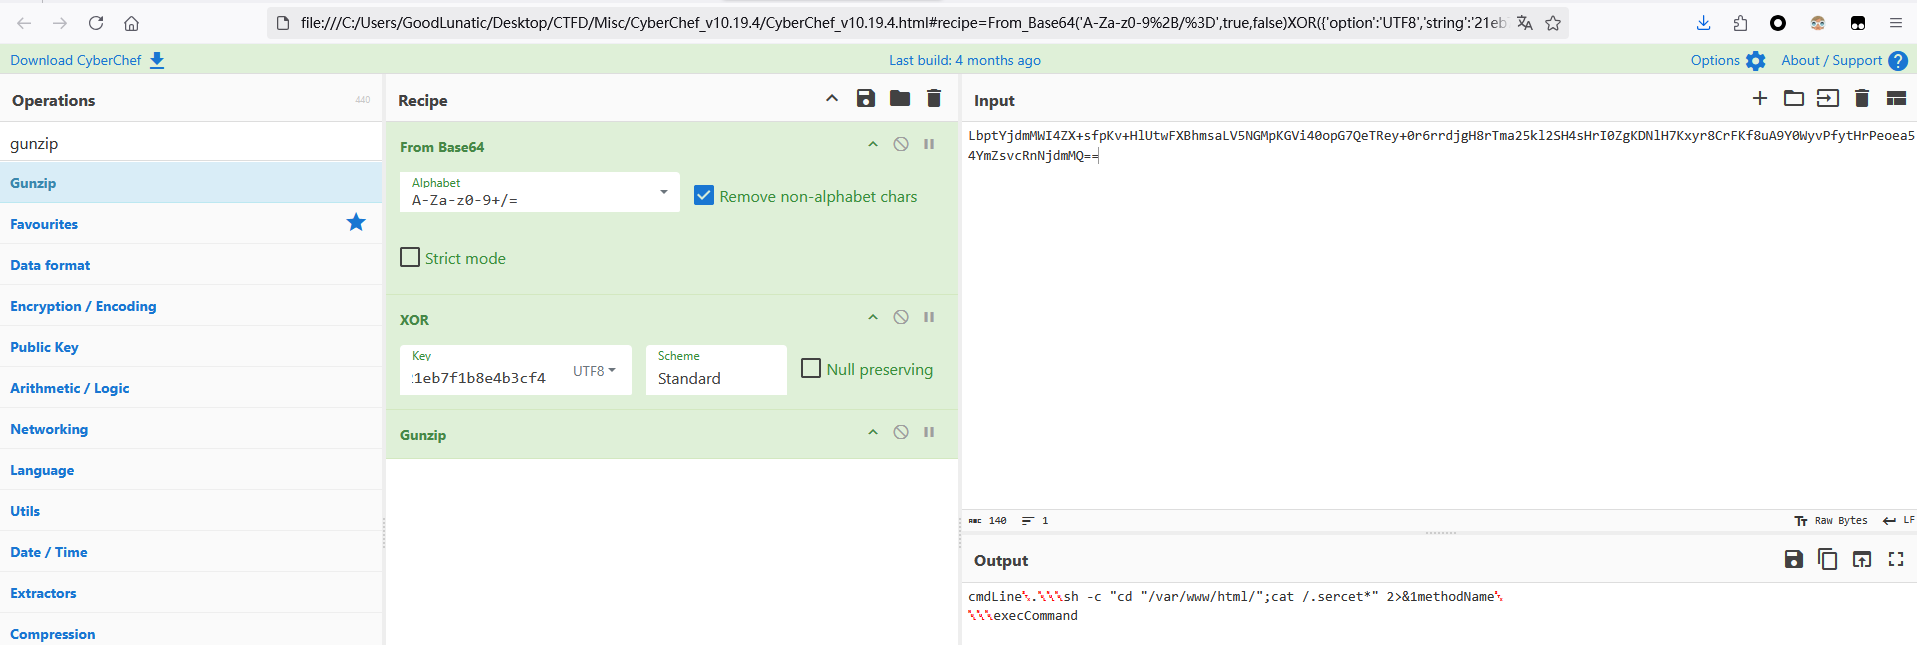 file:///C:/Users/GoodLunatic/Desktop/CTFD/Misc/CyberChef_v10.19.4/CyberChef_v10.19.4.html#recipe=From_Base64('A-Za-z0-9%2B/%3D',true,false)XOR({'option':'UTF8','string':'21eb
Download CyberChef
Last build: 4 months ago
Options
About / Support
Operations
440
Recipe
Input
gunzip
Gunzip
Favourites
Data format
Encryption / Encoding
Public Key
Arithmetic / Logic
Networking
Language
Utils
Date / Time
Extractors
Compression
From Base64
Alphabet
A-Za-z0-9+/=
Remove non-alphabet chars
Strict mode
XOR
Key
1eb7f1b8e4b3cf4
UTF8
Scheme
Standard
Null preserving
Gunzip
LbptYjdmMWI4ZX+sfpKv+HlUtwFXBhmsaLV5NGMpKGVi40opG7QeTRey+0r6rrdjgH8rTma25kl2SH4sHrI0ZgKDNlH7Kxyr8CrFKf8uA9Y0WyvPfytHrPeoea5
4YmZsvcRnNjdmMQ==
ABC 140
1
Raw Bytes
LF
Output
cmdLine . sh -c "cd "/var/www/html/";cat /.sercet*" 2>&1methodName
execCommand